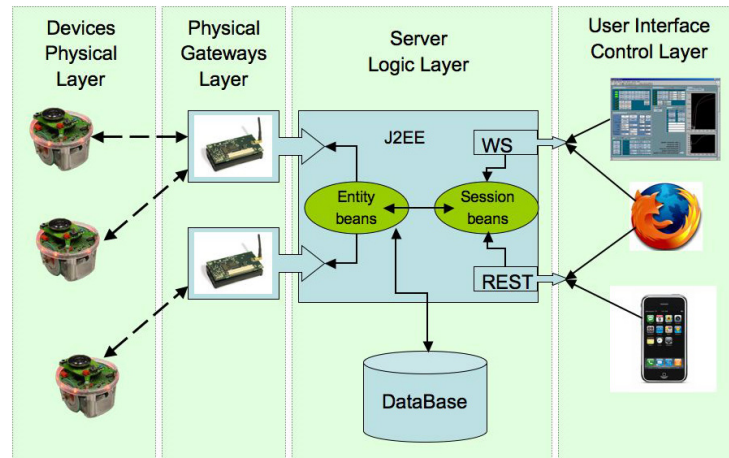 Devices
Physical
Layer
Physical
Gateways
Layer
Server
Logic Layer
User Interface
Control Layer
J2EE
WS
Entity
beans
Session
beans
REST
DataBase